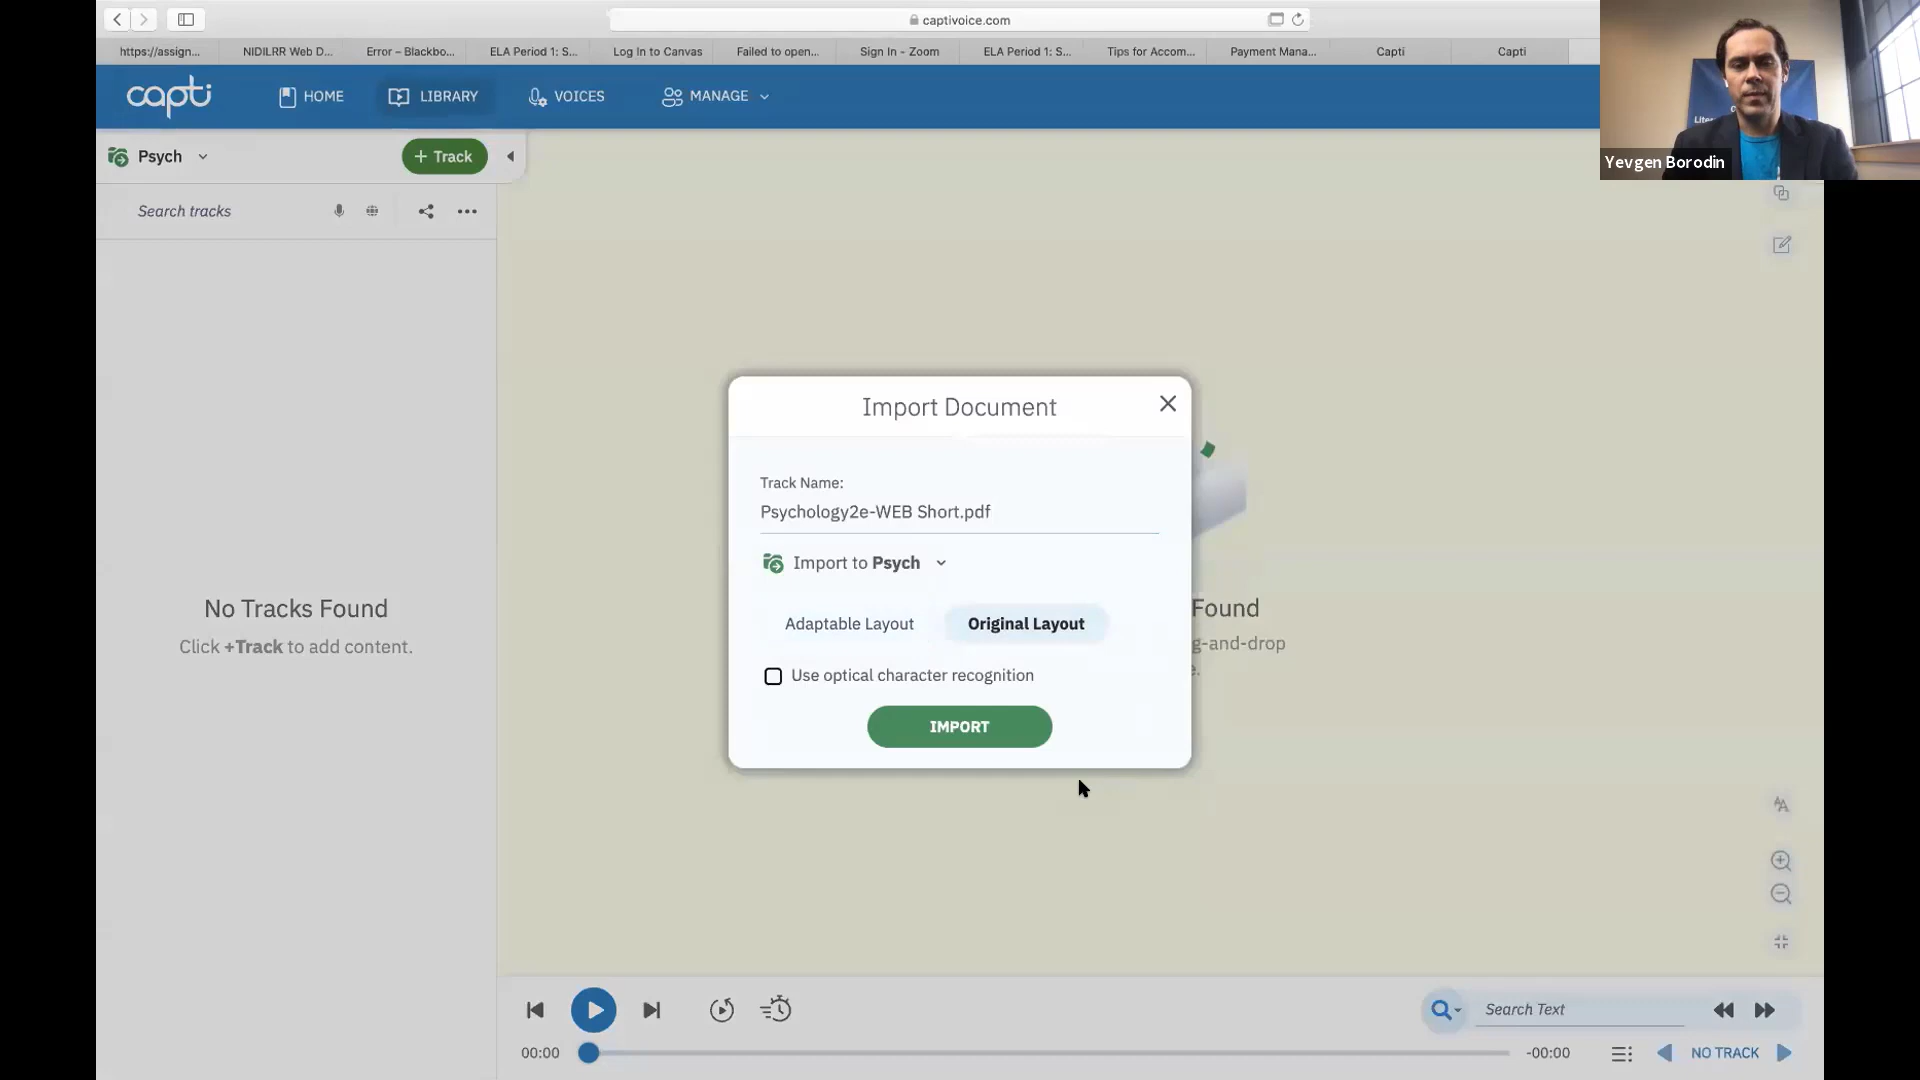 captivoice.com
https://assign...
NIDILRR Web D...
Error – Blackbo...
ELA Period 1: S...
Log In to Canvas
Failed to open...
Sign In - Zoom
ELA Period 1: S...
Tips for Accom...
Payment Mana...
Capti
Capti
capti
HOME
LIBRARY
VOICES
MANAGE
Yevgen Borodin
Psych
+ Track
Search tracks
No Tracks Found
Click +Track to add content.
Import Document
Track Name:
Psychology2e-WEB Short.pdf
Import to Psych
Adaptable Layout
Original Layout
Use optical character recognition
IMPORT
Found
g-and-drop
e.
Search Text
00:00
-00:00
NO TRACK